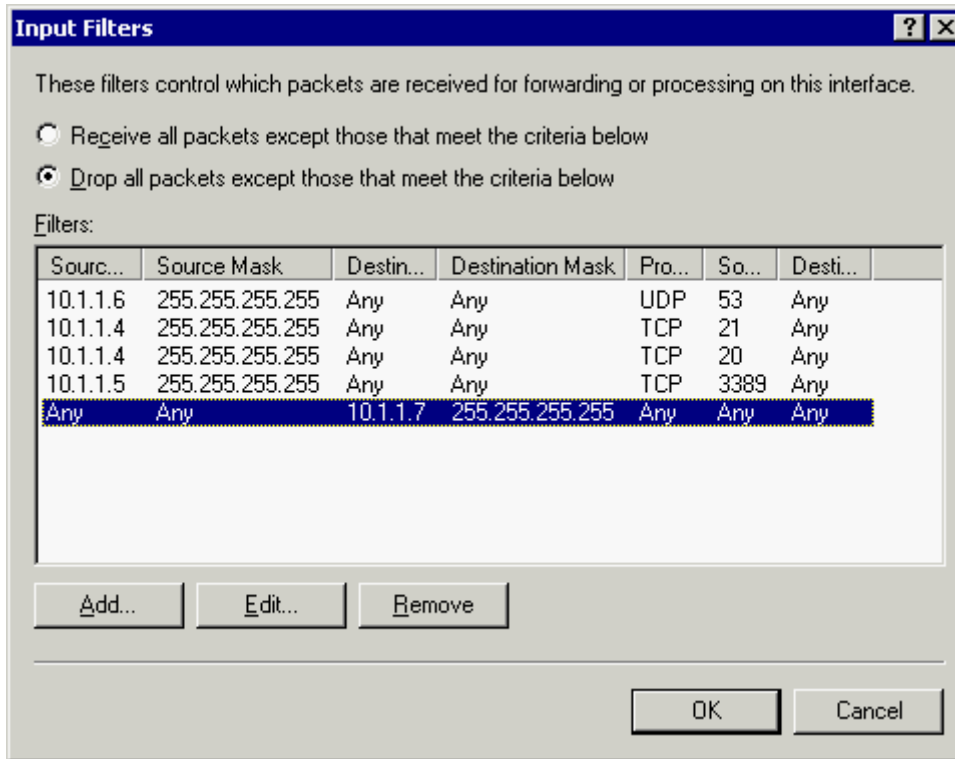 Input Filters
These filters control which packets are received for forwarding or processing on this interface.
Receive all packets except those that meet the criteria below
Drop all packets except those that meet the criteria below
Filters:
Sourc... Source Mask Destin... Destination Mask Pro... So... Desti...
10.1.1.6 255.255.255.255 Any Any UDP 53 Any
10.1.1.4 255.255.255.255 Any Any TCP 21 Any
10.1.1.4 255.255.255.255 Any Any TCP 20 Any
10.1.1.5 255.255.255.255 Any Any TCP 3389 Any
Any Any 10.1.1.7 255.255.255.255 Any Any Any
Add... Edit... Remove
OK Cancel